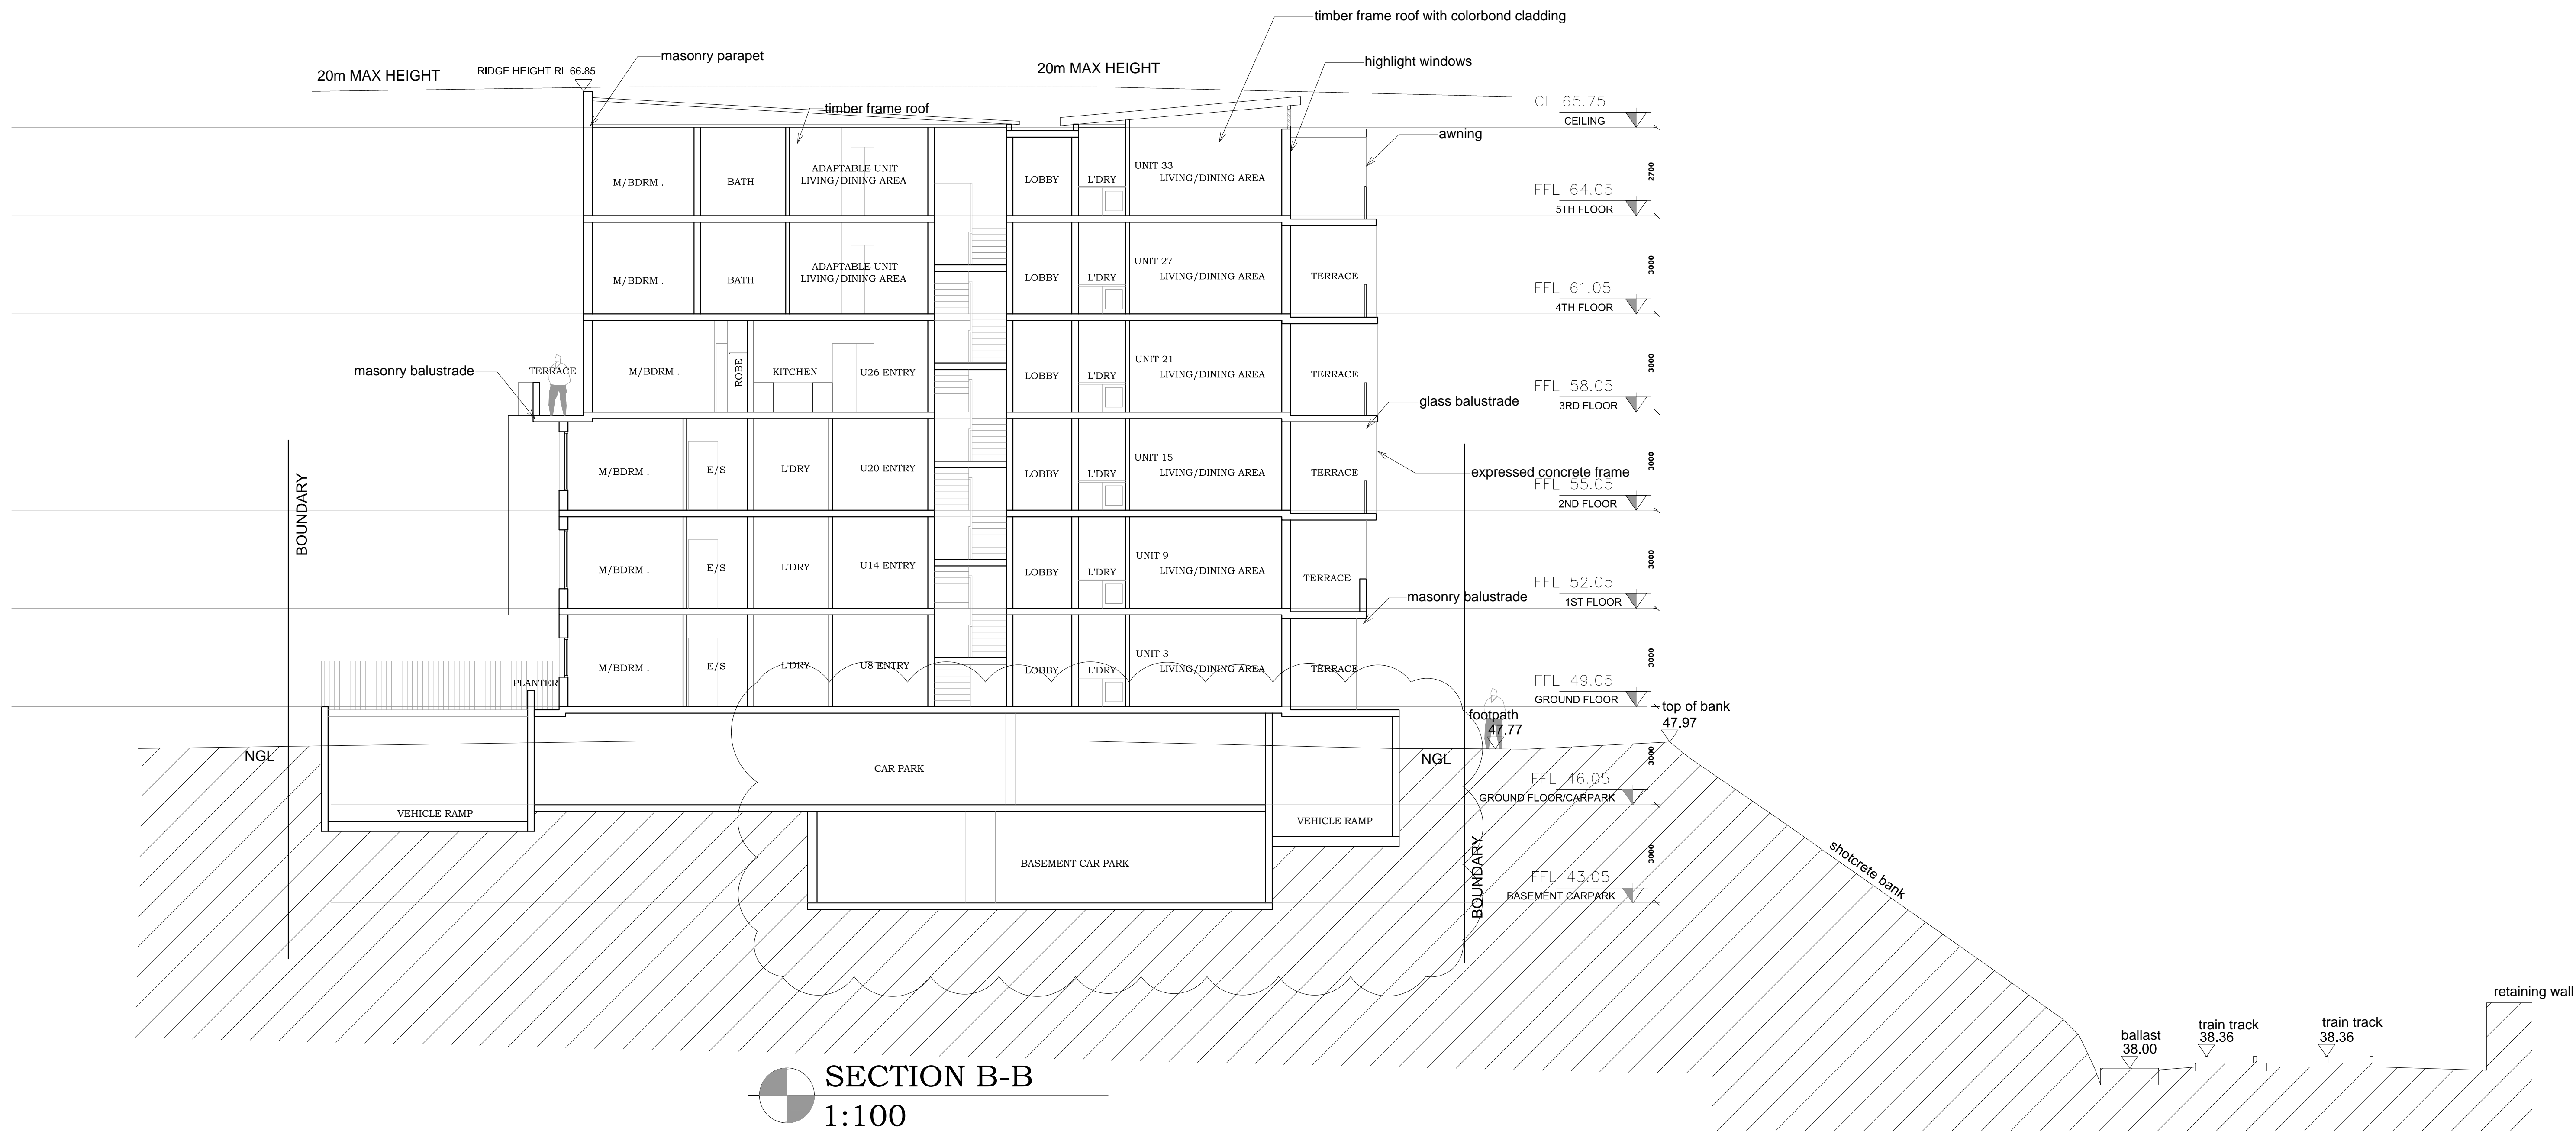 timber frame roof with colorbond cladding
masonry parapet
highlight windows
20m MAX HEIGHT
RIDGE HEIGHT RL 66.85
20m MAX HEIGHT
timber frame roof
awning
CL 65.75
CEILING
2700
M/BDRM .
BATH
ADAPTABLE UNIT
LIVING/DINING AREA
LOBBY
L'DRY
UNIT 33
LIVING/DINING AREA
FFL 64.05
5TH FLOOR
3000
M/BDRM .
BATH
ADAPTABLE UNIT
LIVING/DINING AREA
LOBBY
L'DRY
UNIT 27
LIVING/DINING AREA
TERRACE
FFL 61.05
4TH FLOOR
3000
masonry balustrade
TERRACE
M/BDRM .
ROBE
KITCHEN
U26 ENTRY
LOBBY
L'DRY
UNIT 21
LIVING/DINING AREA
TERRACE
FFL 58.05
3RD FLOOR
3000
glass balustrade
M/BDRM .
E/S
L'DRY
U20 ENTRY
LOBBY
L'DRY
UNIT 15
LIVING/DINING AREA
TERRACE
expressed concrete frame
FFL 55.05
2ND FLOOR
3000
BOUNDARY
M/BDRM .
E/S
L'DRY
U14 ENTRY
LOBBY
L'DRY
UNIT 9
LIVING/DINING AREA
TERRACE
masonry balustrade
FFL 52.05
1ST FLOOR
3000
M/BDRM .
E/S
L'DRY
U8 ENTRY
LOBBY
L'DRY
UNIT 3
LIVING/DINING AREA
TERRACE
PLANTER
FFL 49.05
GROUND FLOOR
footpath
47.77
top of bank
47.97
NGL
NGL
3000
CAR PARK
FFL 46.05
GROUND FLOOR/CARPARK
VEHICLE RAMP
VEHICLE RAMP
BASEMENT CAR PARK
3000
BOUNDARY
FFL 43.05
BASEMENT CARPARK
shotcrete bank
retaining wall
ballast
38.00
train track
38.36
train track
38.36
SECTION B-B
1:100